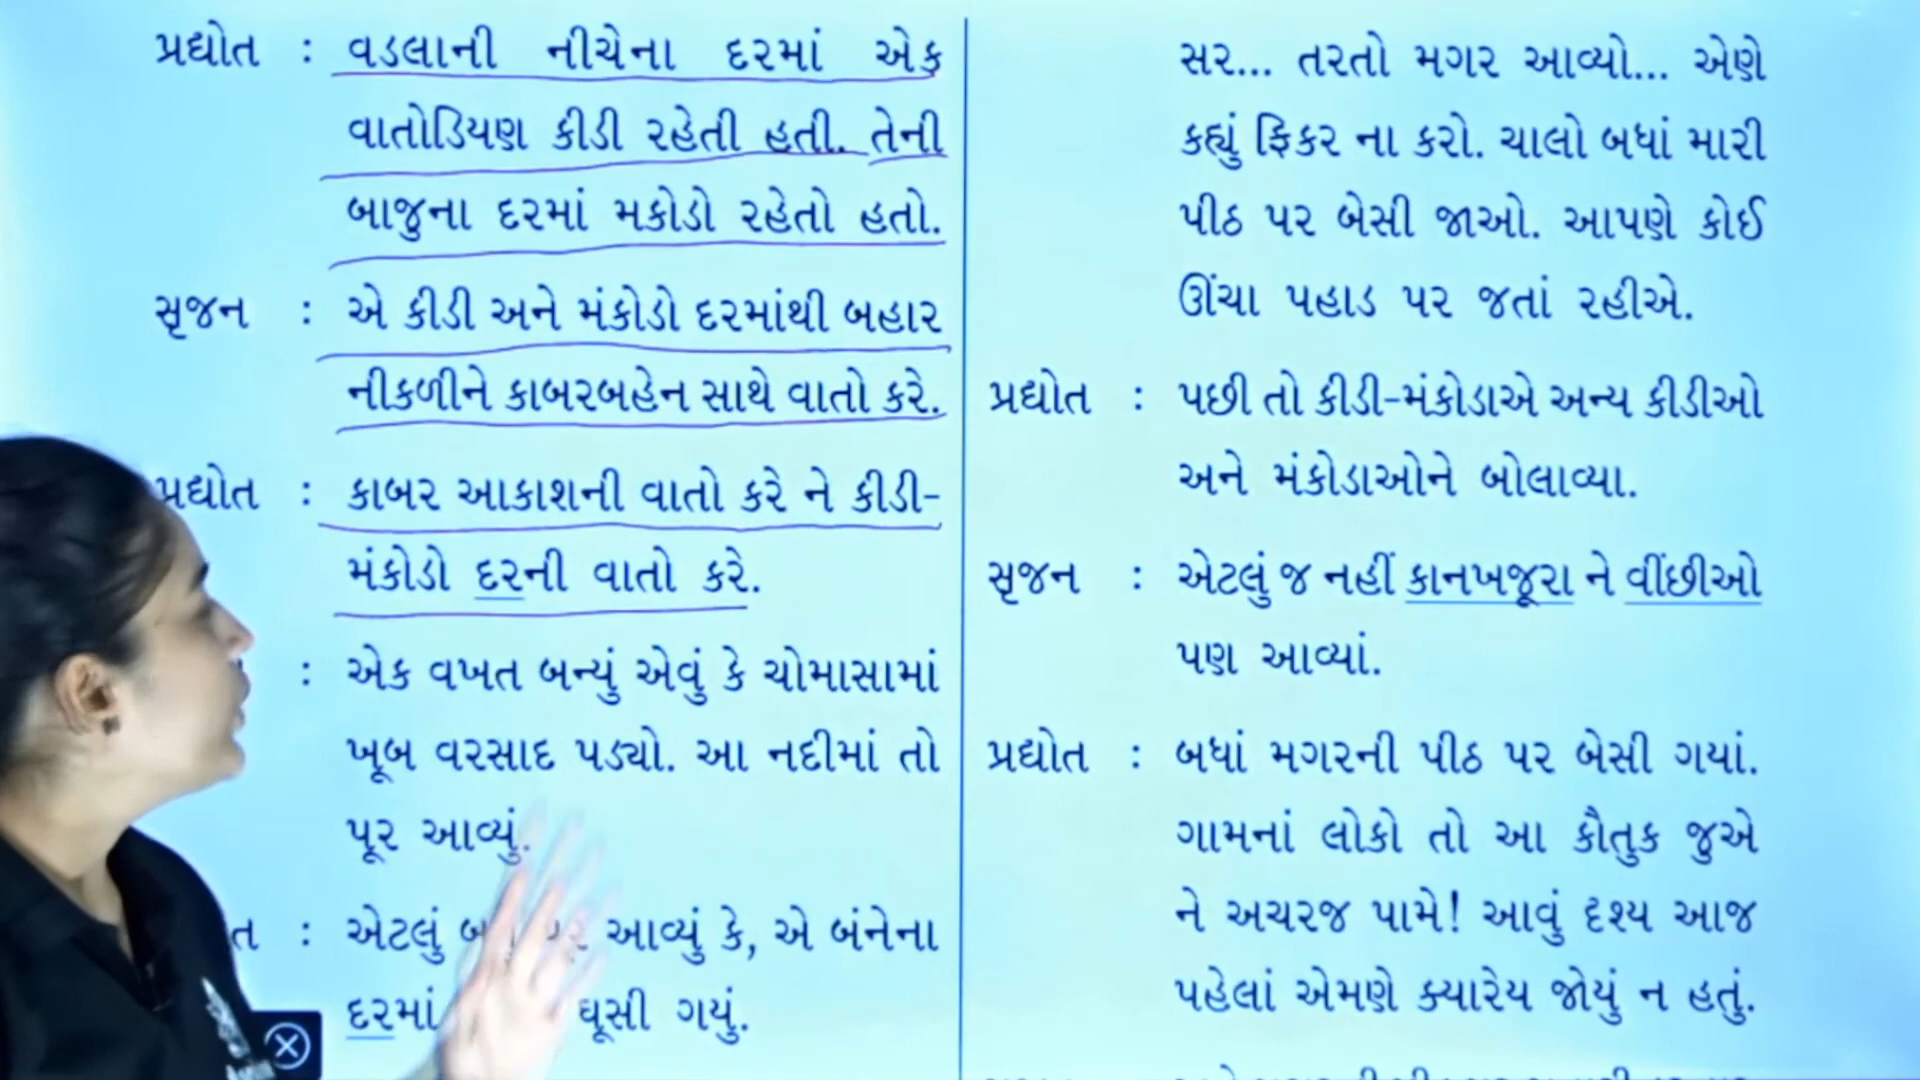 પ્રદ્યોત : વડલાની નીચેના દરમાં એક
વાતોડિયણ કીડી રહેતી હતી. તેની
બાજુના દરમાં મકોડો રહેતો હતો.
સૃજન : એ કીડી અને મંકોડો દરમાંથી બહાર
નીકળીને કાબરબહેન સાથે વાતો કરે.
પ્રદ્યોત : કાબર આકાશની વાતો કરે ને કીડી-
મંકોડો દરની વાતો કરે.
: એક વખત બન્યું એવું કે ચોમાસામાં
ખૂબ વરસાદ પડ્યો. આ નદીમાં તો
પૂર આવ્યું.
ત : એટલું આવ્યું કે, એ બંનેના
દરમાં ઘૂસી ગયું.
સર... તરતો મગર આવ્યો... એણે
કહ્યું ફિકર ના કરો. ચાલો બધાં મારી
પીઠ પર બેસી જાઓ. આપણે કોઈ
ઊંચા પહાડ પર જતાં રહીએ.
પ્રદ્યોત : પછી તો કીડી-મંકોડાએ અન્ય કીડીઓ
અને મંકોડાઓને બોલાવ્યા.
સૃજન : એટલું જ નહીં કાનખજૂરા ને વીંછીઓ
પણ આવ્યાં.
પ્રદ્યોત : બધાં મગરની પીઠ પર બેસી ગયાં.
ગામનાં લોકો તો આ કૌતુક જુએ
ને અચરજ પામે! આવું દૃશ્ય આજ
પહેલાં એમણે ક્યારેય જોયું ન હતું.